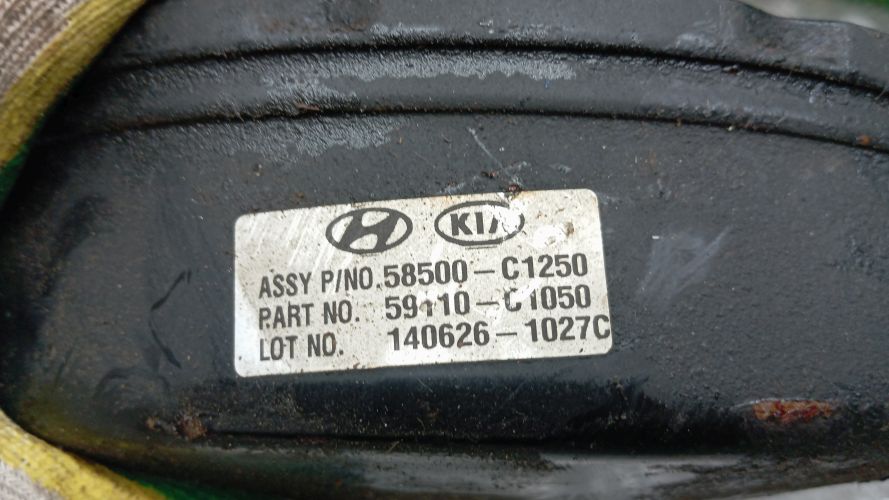 H KIA
ASSY P/NO. 58500-C1250
PART NO. 59110-C1050
LOT NO. 140626-1027C